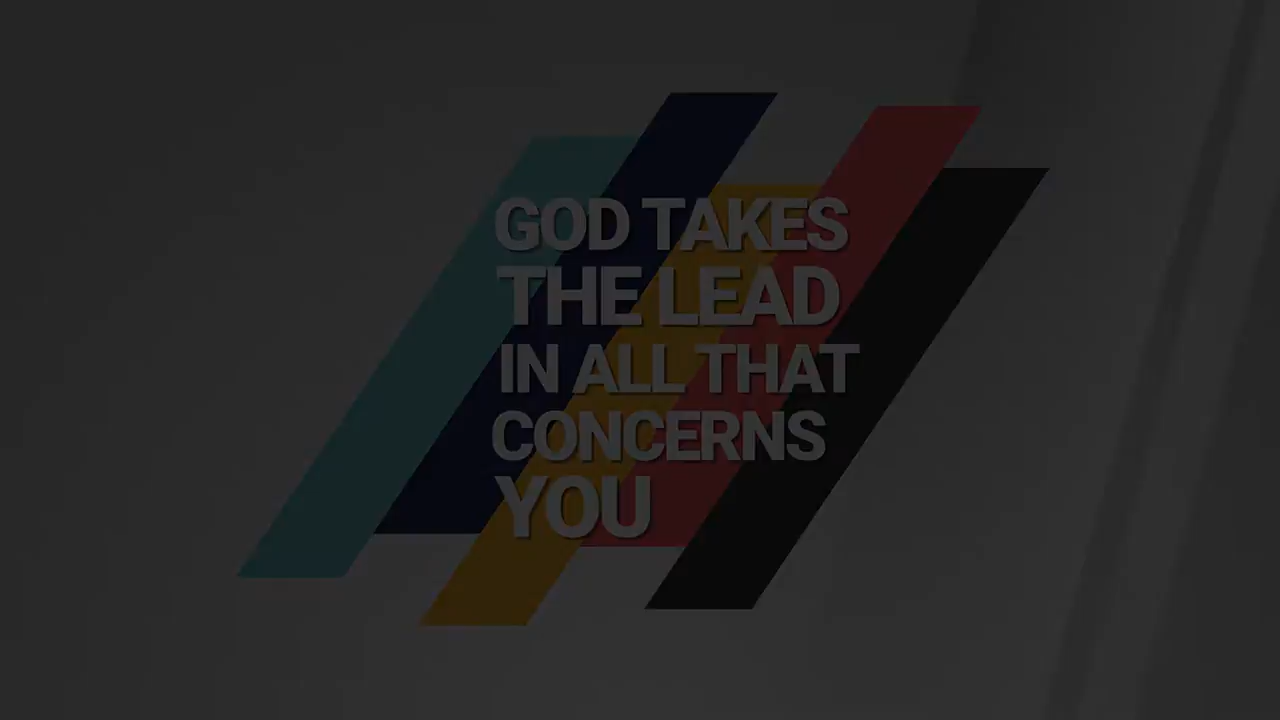 GOD TAKES
THE LEAD
IN ALL THAT
CONCERNS
YOU